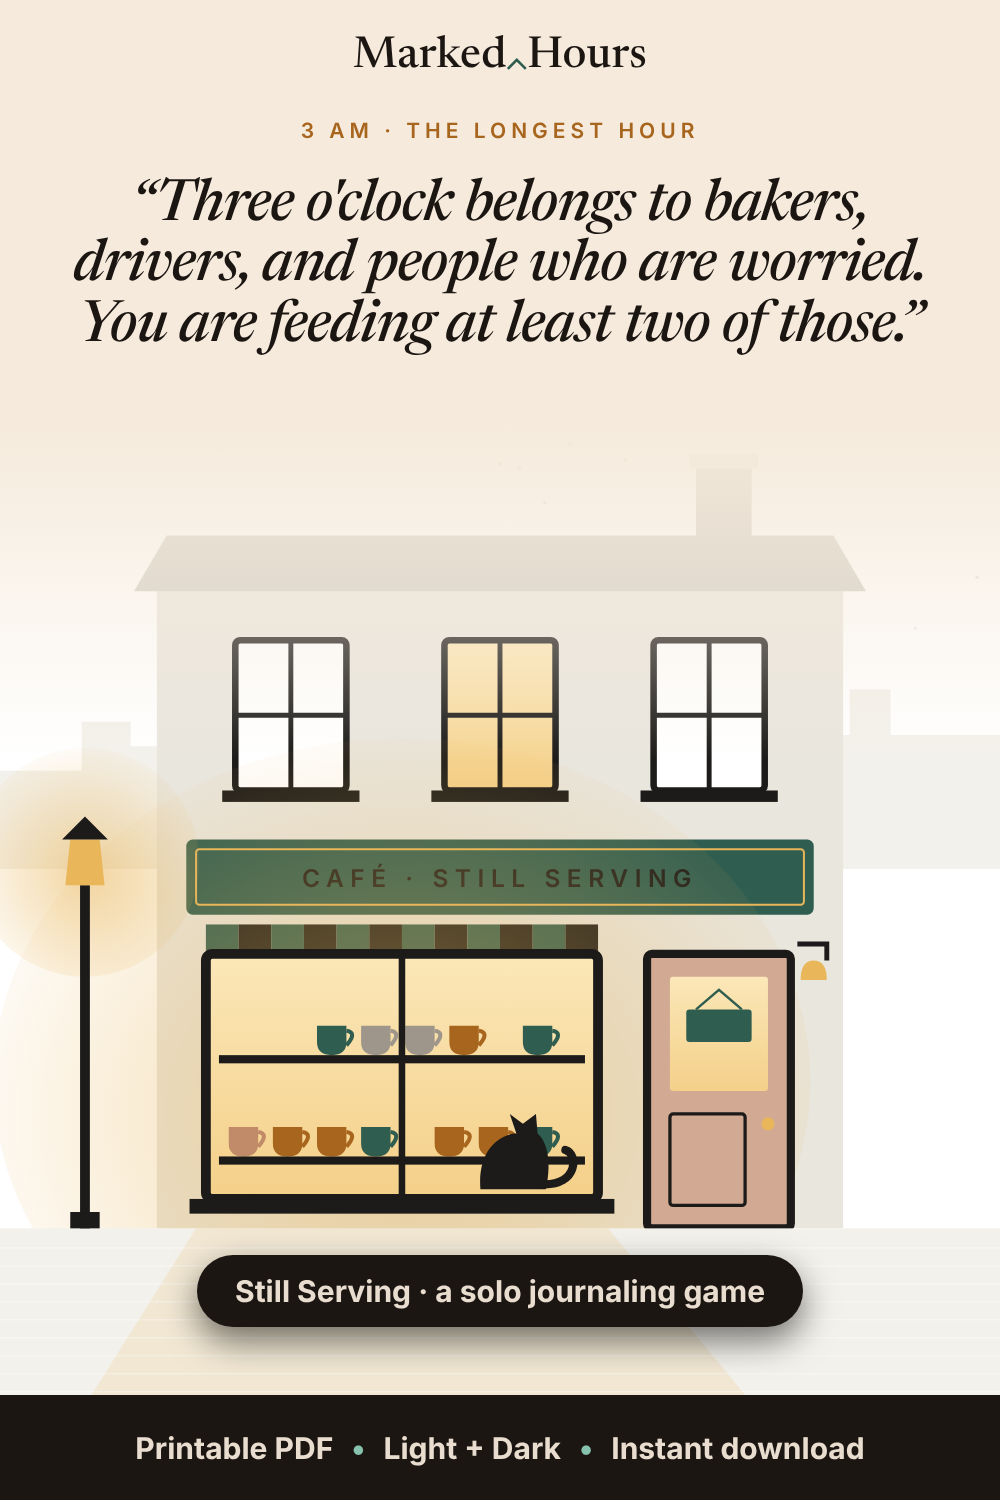 Marked‸Hours
3 AM · THE LONGEST HOUR
“Three o'clock belongs to bakers,
drivers, and people who are worried.
You are feeding at least two of those.”
CAFÉ · STILL SERVING
Still Serving · a solo journaling game
Printable PDF • Light + Dark • Instant download